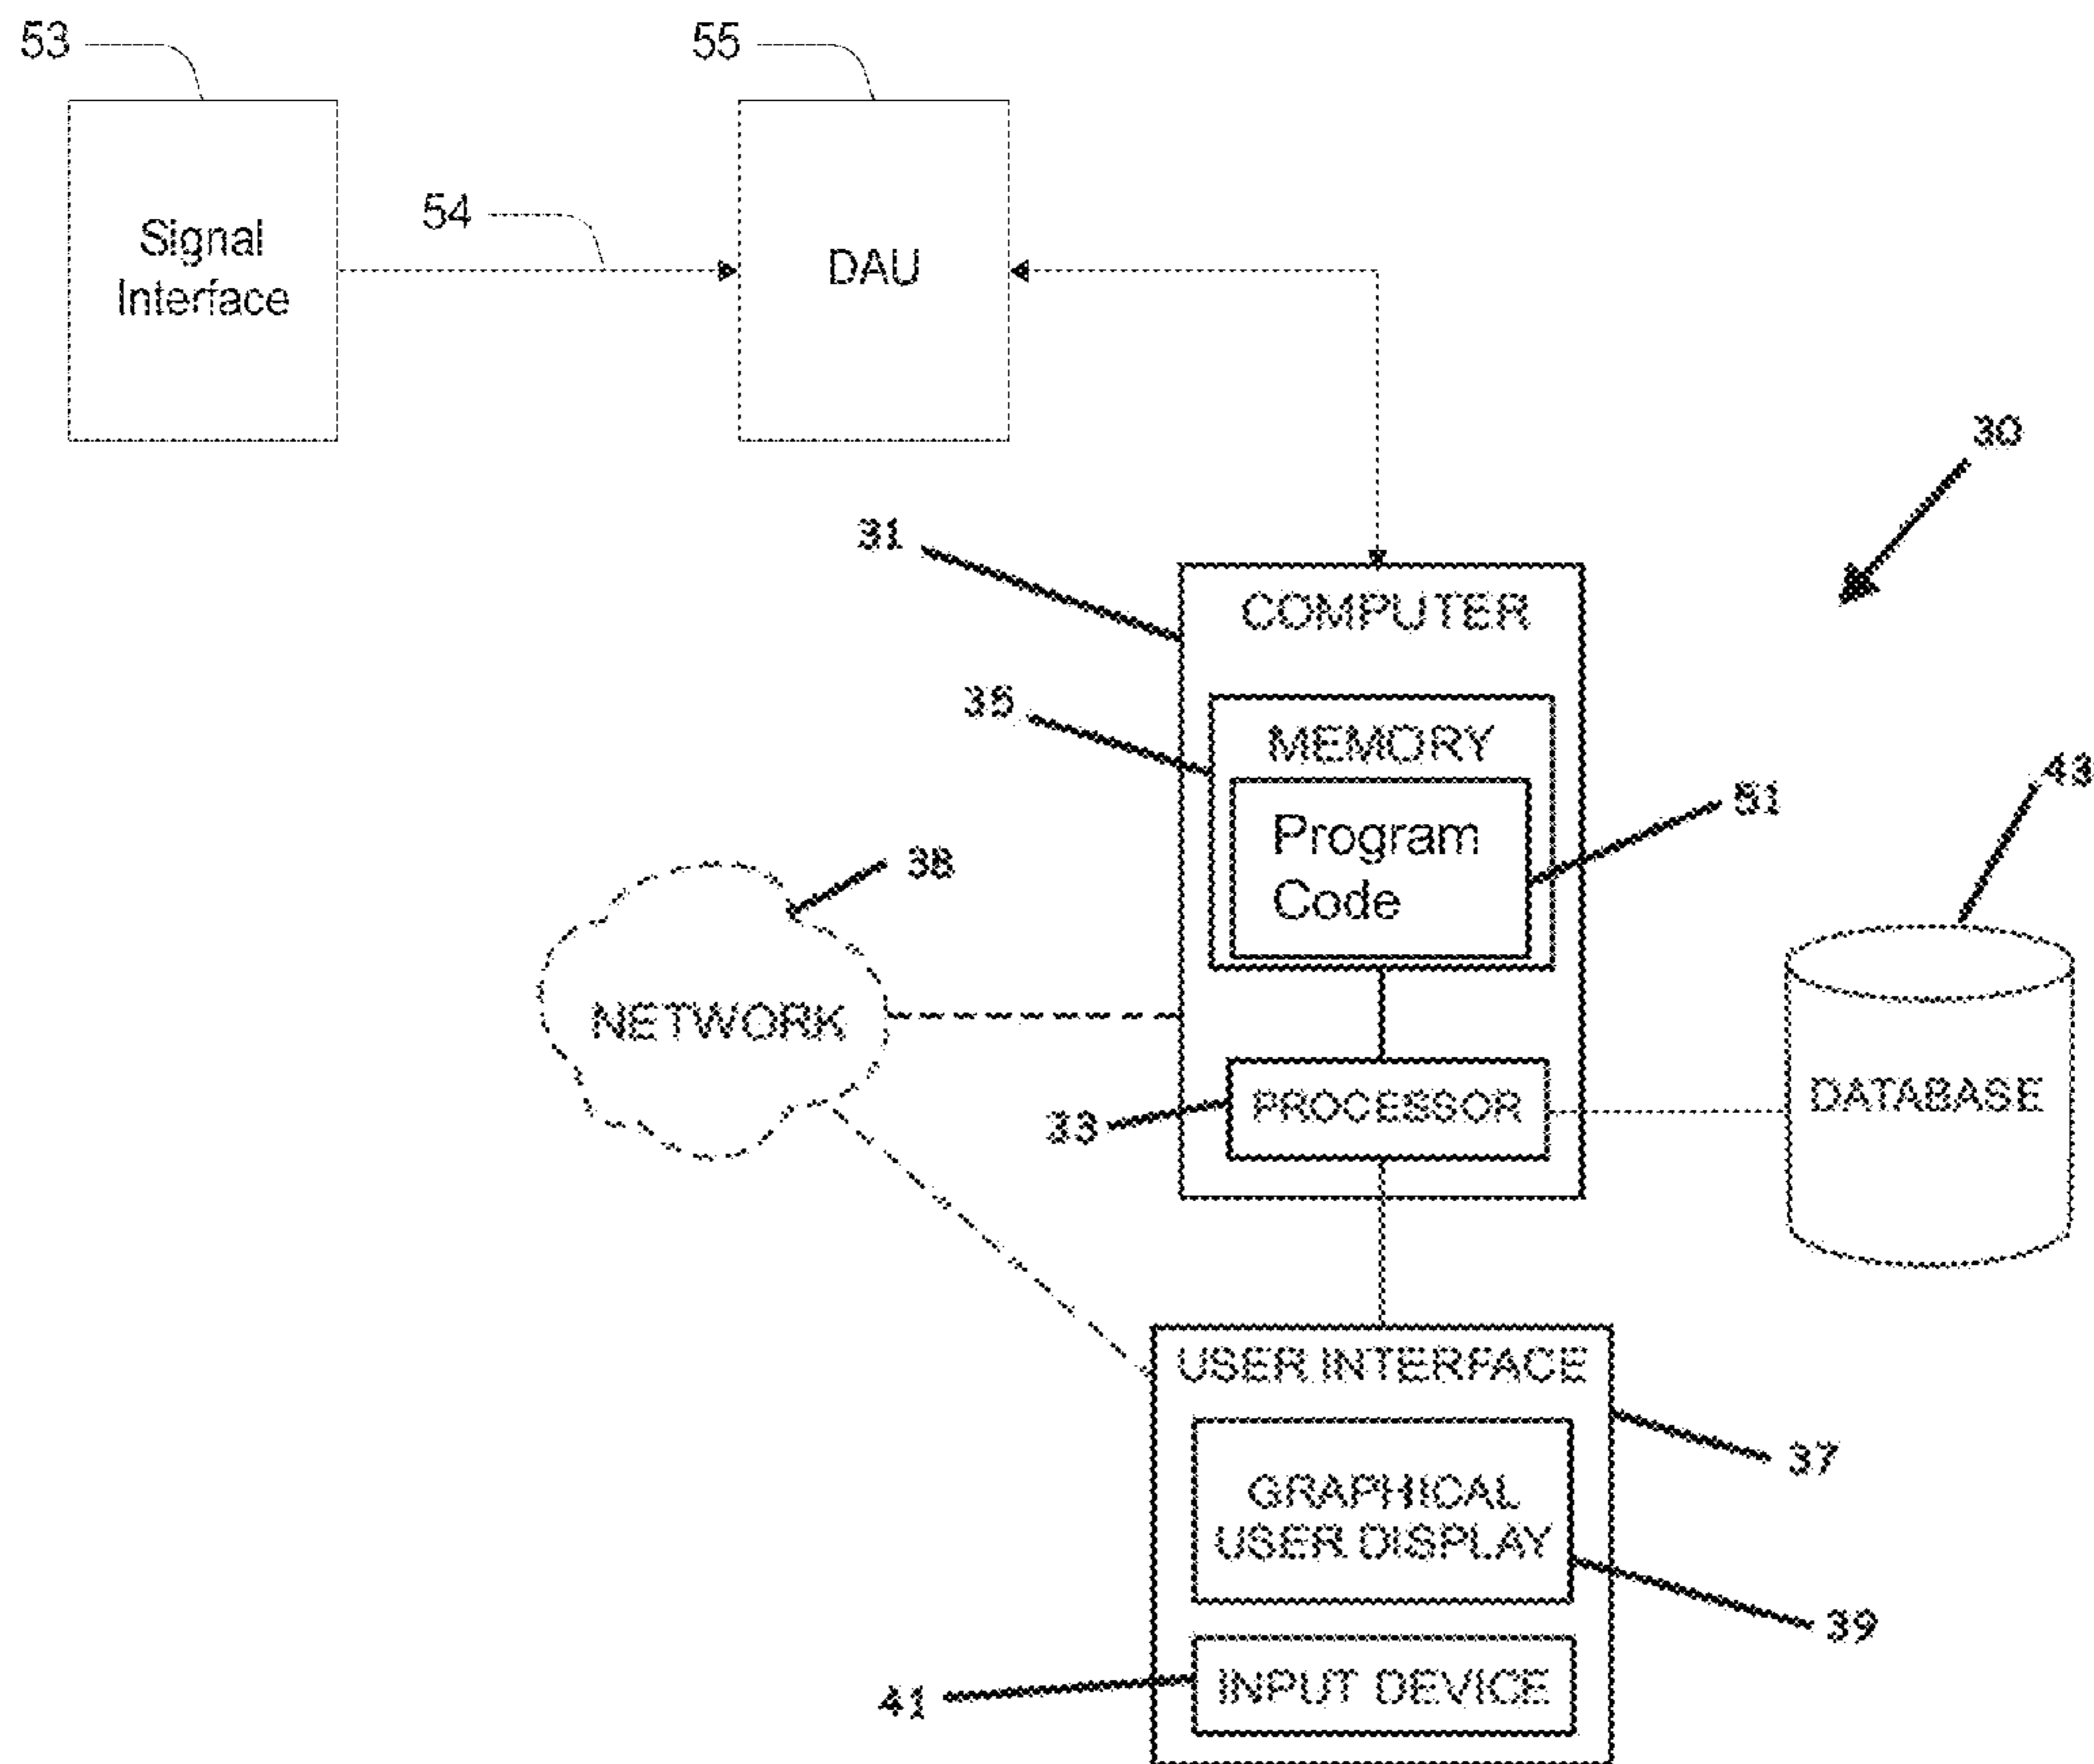 53
55
Signal
Interface
54
DAU
30
31
COMPUTER
35
MEMORY
43
51
Program
Code
38
NETWORK
PROCESSOR
33
DATABASE
USER INTERFACE
37
GRAPHICAL
USER DISPLAY
39
41
INPUT DEVICE